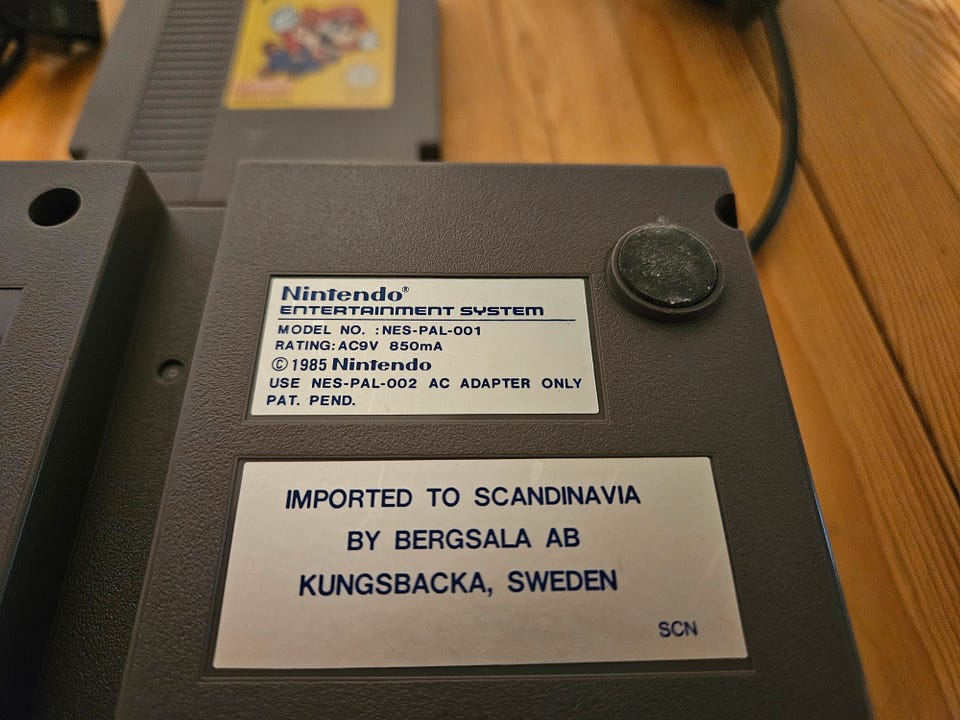 Nintendo®
ENTERTAINMENT SYSTEM
MODEL NO. :NES-PAL-001
RATING:AC9V 850mA
©1985 Nintendo
USE NES-PAL-002 AC ADAPTER ONLY
PAT. PEND.
IMPORTED TO SCANDINAVIA
BY BERGSALA AB
KUNGSBACKA, SWEDEN
SCN